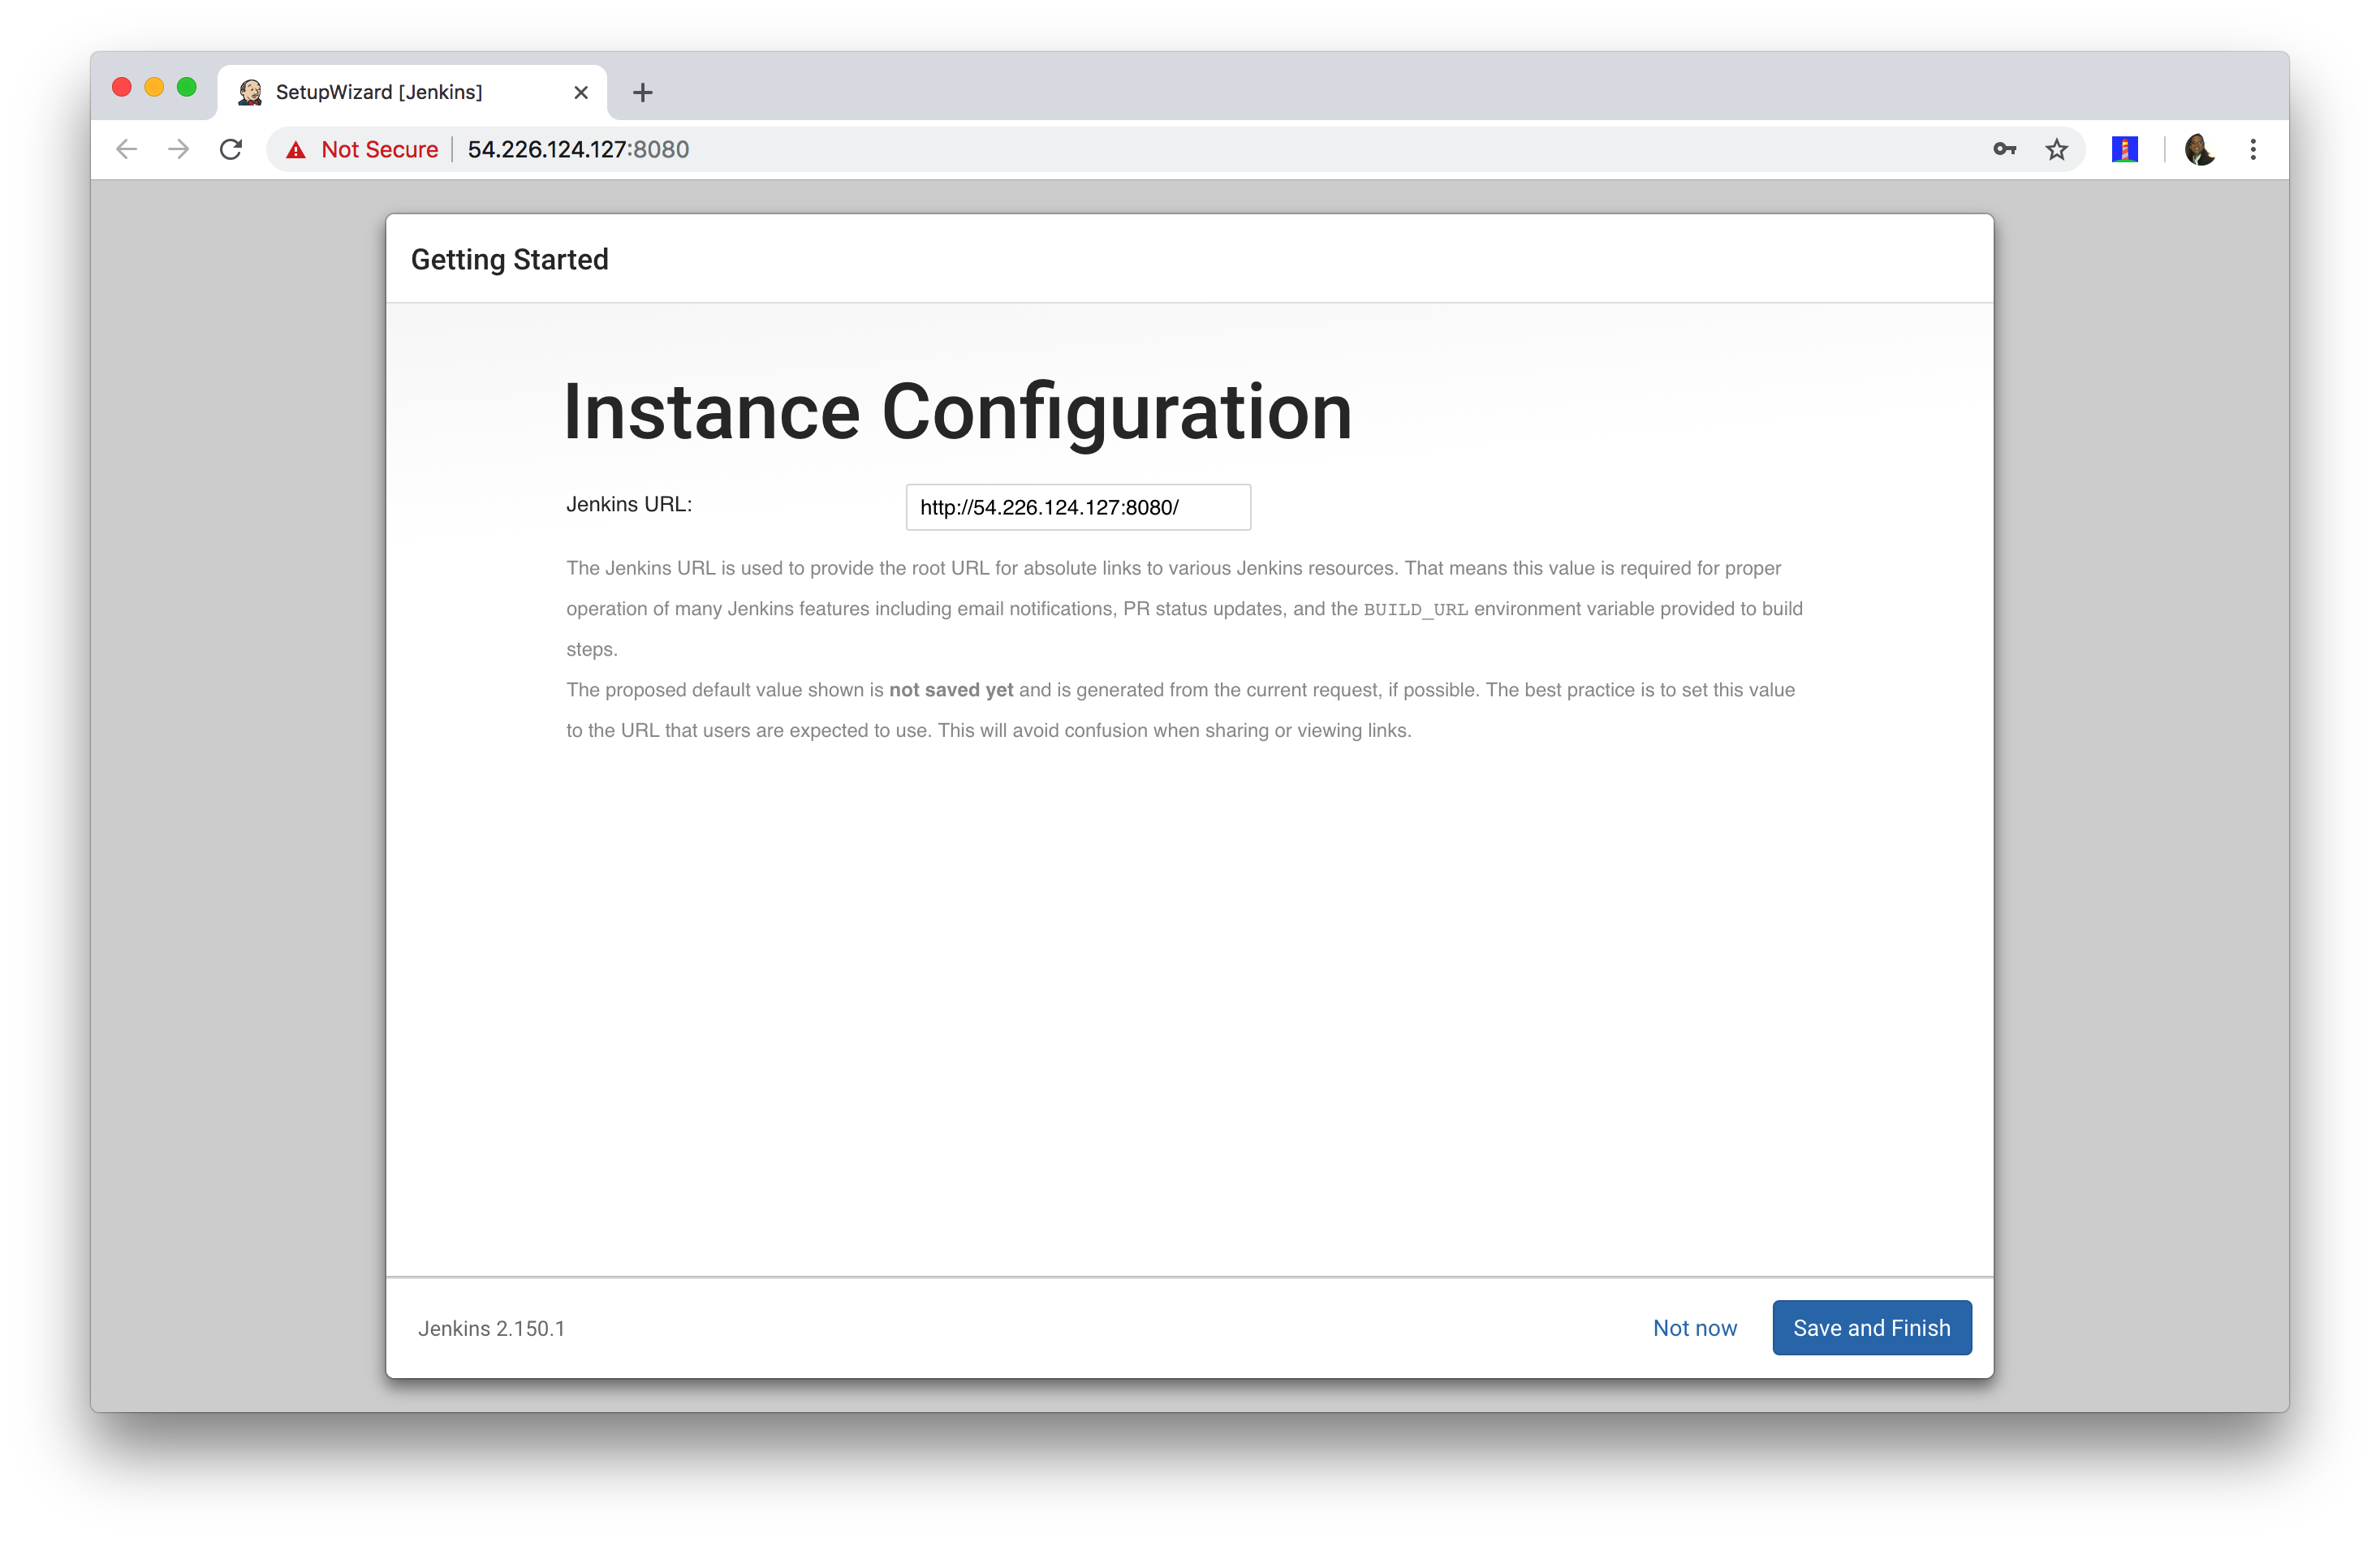 SetupWizard [Jenkins]
Not Secure
54.226.124.127:8080
Getting Started
Instance Configuration
Jenkins URL:
http://54.226.124.127:8080/
The Jenkins URL is used to provide the root URL for absolute links to various Jenkins resources. That means this value is required for proper
operation of many Jenkins features including email notifications, PR status updates, and the BUILD_URL environment variable provided to build
steps.
The proposed default value shown is not saved yet and is generated from the current request, if possible. The best practice is to set this value
to the URL that users are expected to use. This will avoid confusion when sharing or viewing links.
Jenkins 2.150.1
Not now
Save and Finish